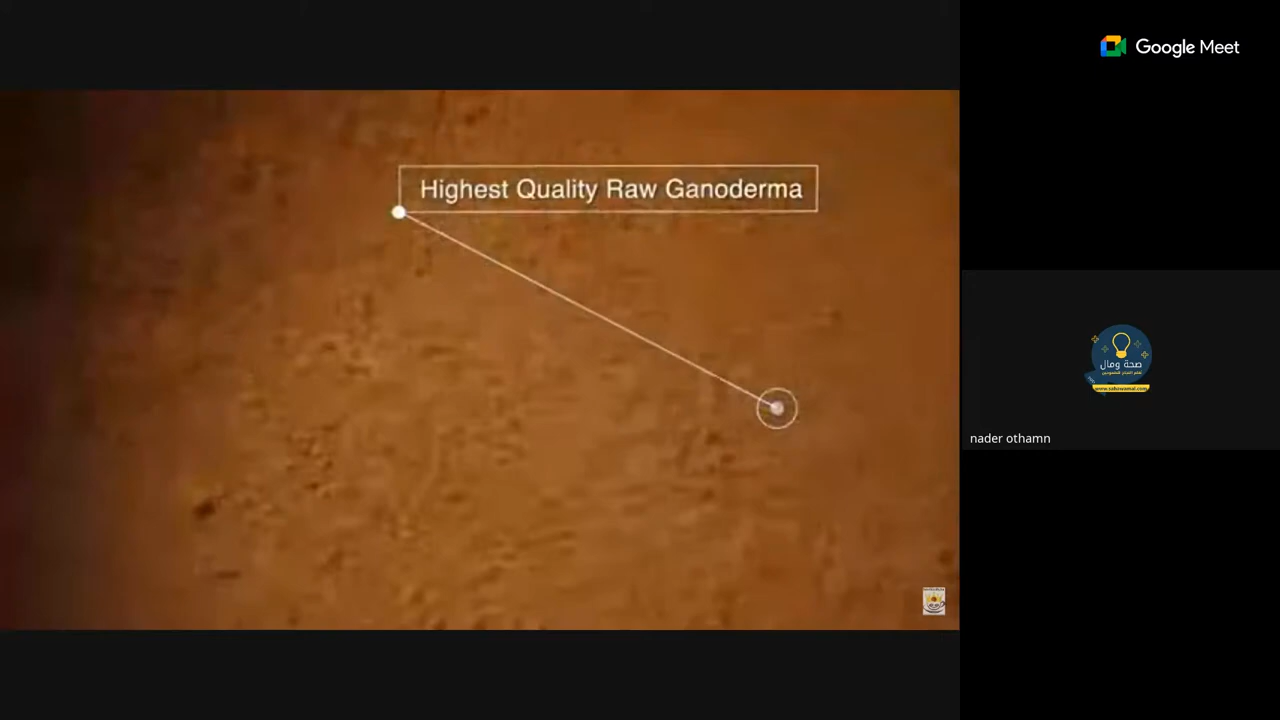 Google Meet
Highest Quality Raw Ganoderma
صحة ومال
nader othamn